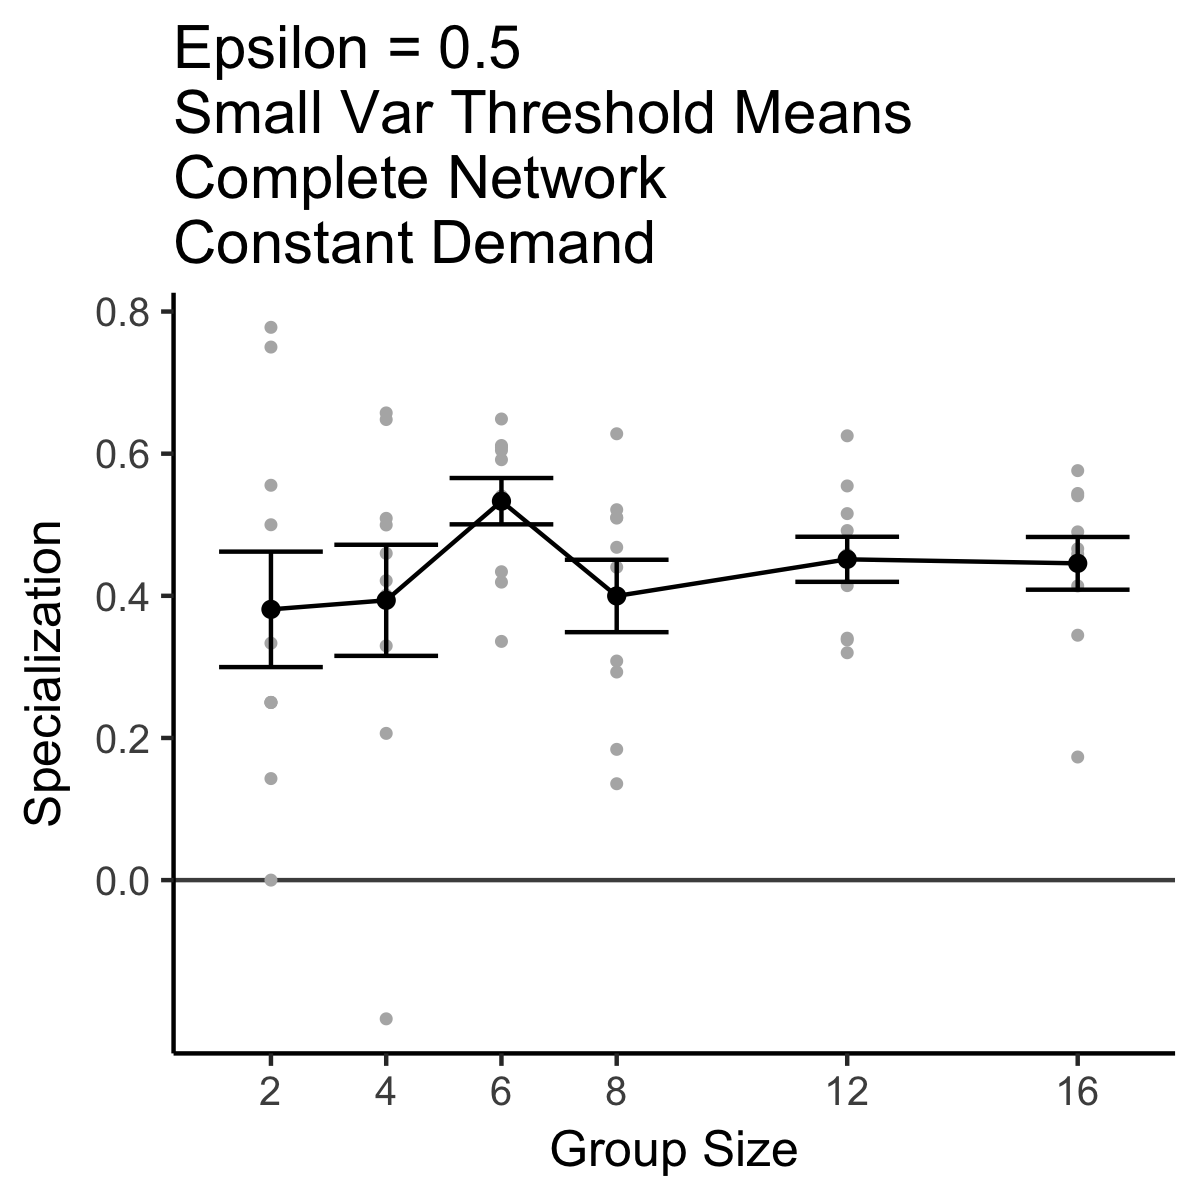 Epsilon = 0.5
Small Var Threshold Means
Complete Network
Constant Demand
0.8
0.6
0.4
0.2
0.0
Specialization
2 4 6 8 12 16
Group Size